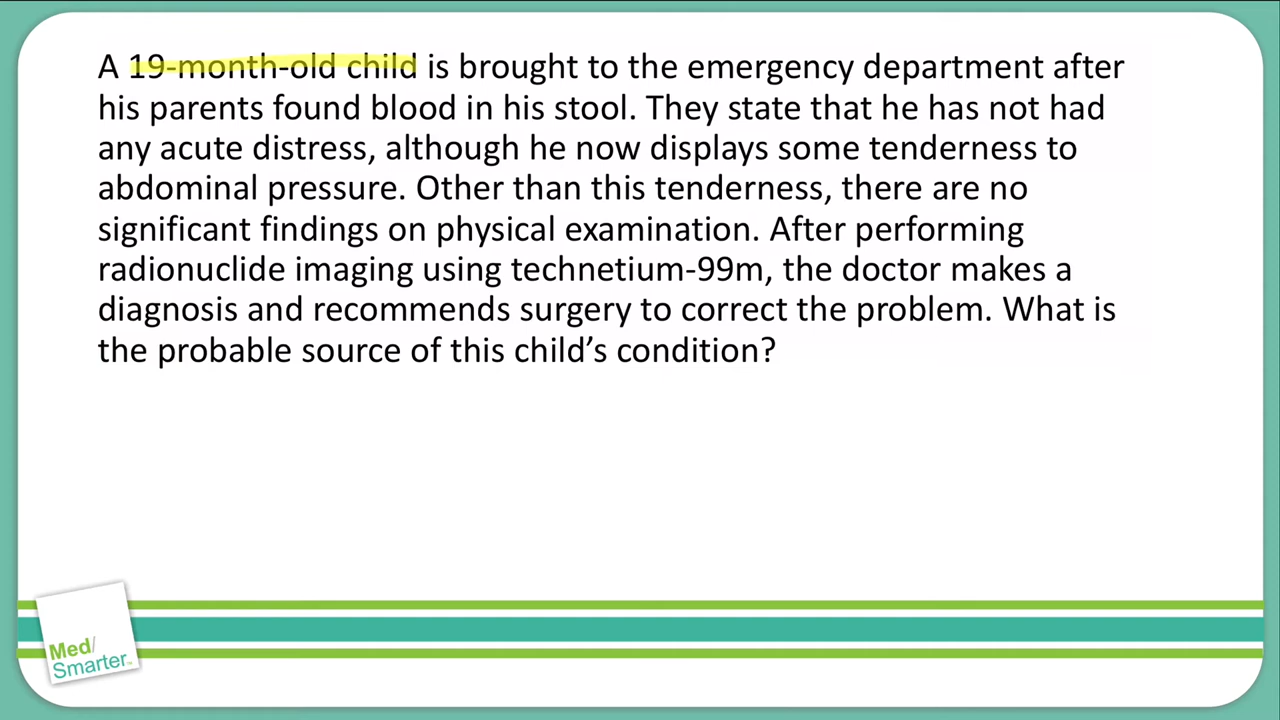 A 19-month-old child is brought to the emergency department after
his parents found blood in his stool. They state that he has not had
any acute distress, although he now displays some tenderness to
abdominal pressure. Other than this tenderness, there are no
significant findings on physical examination. After performing
radionuclide imaging using technetium-99m, the doctor makes a
diagnosis and recommends surgery to correct the problem. What is
the probable source of this child's condition?
Med/
Smarter™